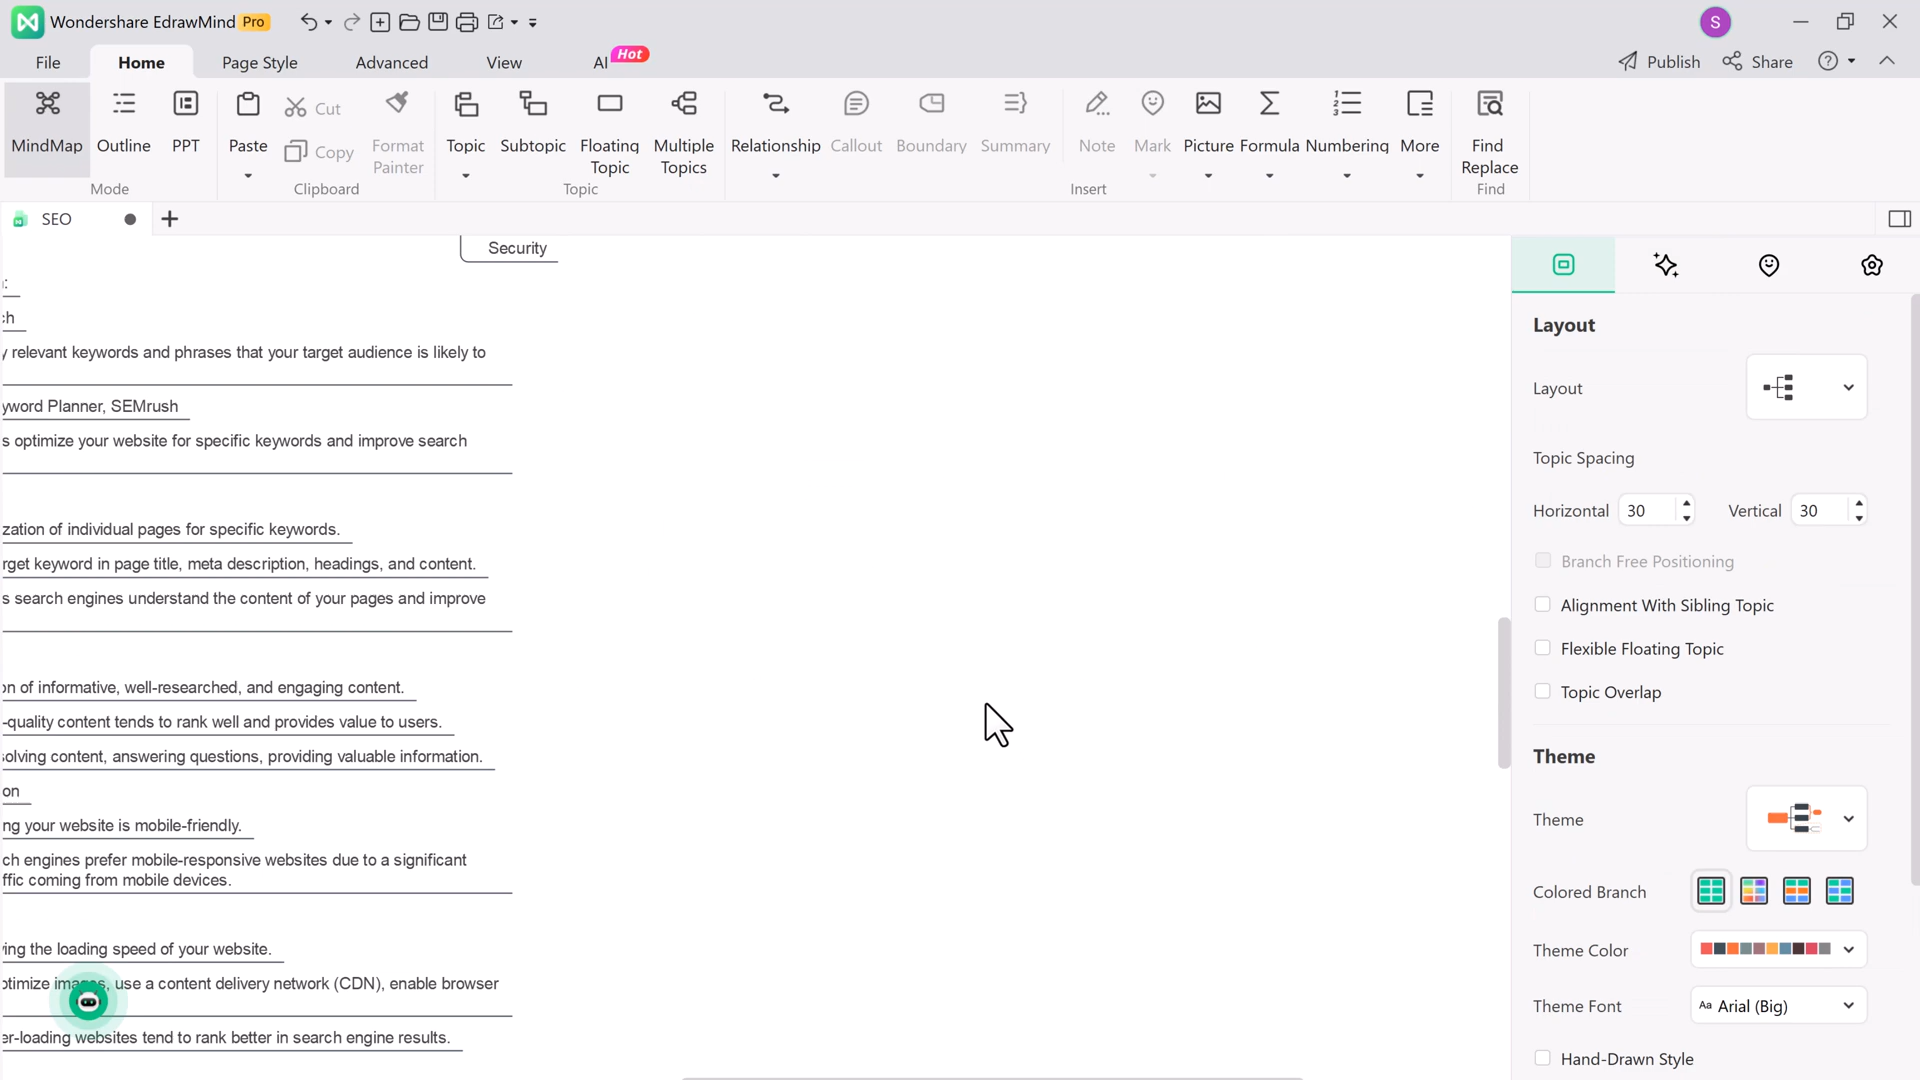 Wondershare EdrawMind Pro
S
File Home Page Style Advanced View AI Hot
Publish Share
MindMap Outline PPT
Mode
Paste Cut Copy Format Painter
Clipboard
Topic Subtopic Floating Topic Multiple Topics
Topic
Relationship Callout Boundary Summary
Note Mark Picture Formula Numbering More
Insert
Find Replace
Find
SEO
Security
:
ch
y relevant keywords and phrases that your target audience is likely to
yword Planner, SEMrush
s optimize your website for specific keywords and improve search
zation of individual pages for specific keywords.
rget keyword in page title, meta description, headings, and content.
s search engines understand the content of your pages and improve
on of informative, well-researched, and engaging content.
-quality content tends to rank well and provides value to users.
solving content, answering questions, providing valuable information.
on
ng your website is mobile-friendly.
ch engines prefer mobile-responsive websites due to a significant
ffic coming from mobile devices.
ving the loading speed of your website.
ptimize images, use a content delivery network (CDN), enable browser
er-loading websites tend to rank better in search engine results.
Layout
Layout
Topic Spacing
Horizontal 30 Vertical 30
Branch Free Positioning
Alignment With Sibling Topic
Flexible Floating Topic
Topic Overlap
Theme
Theme
Colored Branch
Theme Color
Theme Font Aa Arial (Big)
Hand-Drawn Style